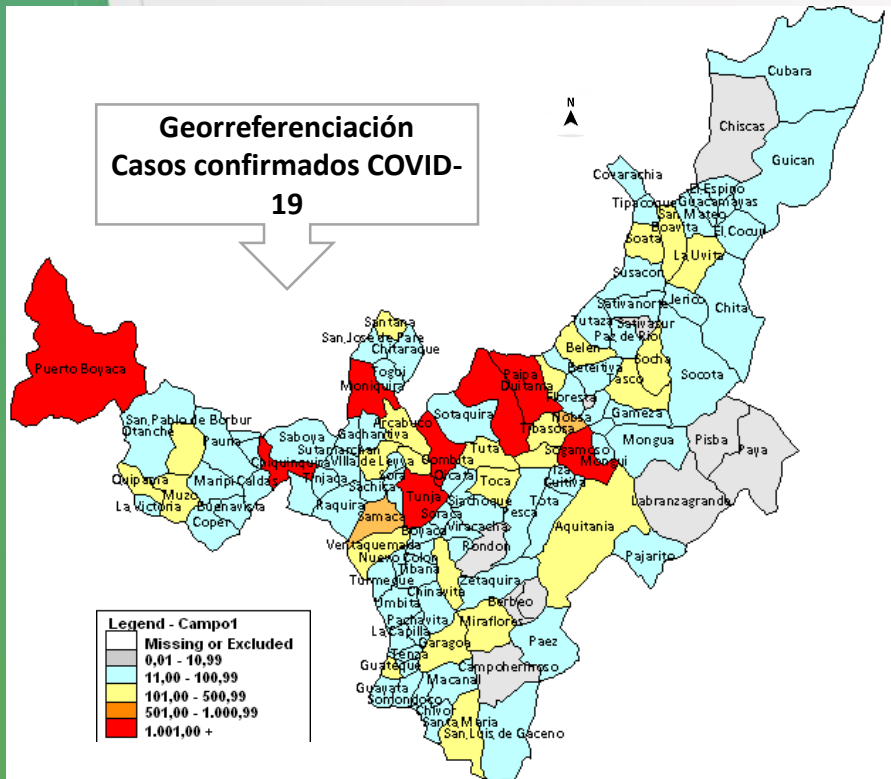 Georreferenciación
Casos confirmados COVID-
19
N
Cubara
Chiscas
Guican
Covarachia
El Espino
Tipacoque
Guacamayas
San Mateo
Boavita
El Cocuy
Soata
La Uvita
Susacon
Sativanorte
Jerico
Chita
Tutaza
Sativasur
Paz de Rio
Santana
San Jose de Pare
Chitaraque
Belen
Socha
Puerto Boyaca
Paipa
Duitama
Beteitiva
Tasco
Socota
Togui
Moniquira
Floresta
San Pablo de Borbur
Otanche
Arcabuco
Sotaquira
Nobsa
Gameza
Tibasosa
Pauna
Saboya
Gachantiva
Mongua
Pisba
Paya
Sutamarchan
Villa de Leyva
Combita
Tuta
Sogamoso
Mongui
Chiquinquira
Quipama
Maripi
Caldas
Tinjaca
Sora
Oicata
Iza
Cuitiva
Muzo
Sachica
Toca
La Victoria
Buenavista
Raquira
Tunja
Siachoque
Tota
Labranzagrande
Coper
Samaca
Soraca
Pesca
Aquitania
Boyaca
Viracacha
Ventaquemada
Rondon
Pajarito
Nuevo Colon
Tibana
Turmeque
Chinavita
Zetaquira
Umbita
Berbeo
Pachavita
Miraflores
La Capilla
Garagoa
Paez
Tenza
Guateque
Campohermoso
Guayata
Macanal
Somondoco
Chivor
Santa Maria
San Luis de Gaceno
Legend - Campo1
Missing or Excluded
0,01 - 10,99
11,00 - 100,99
101,00 - 500,99
501,00 - 1.000,99
1.001,00 +